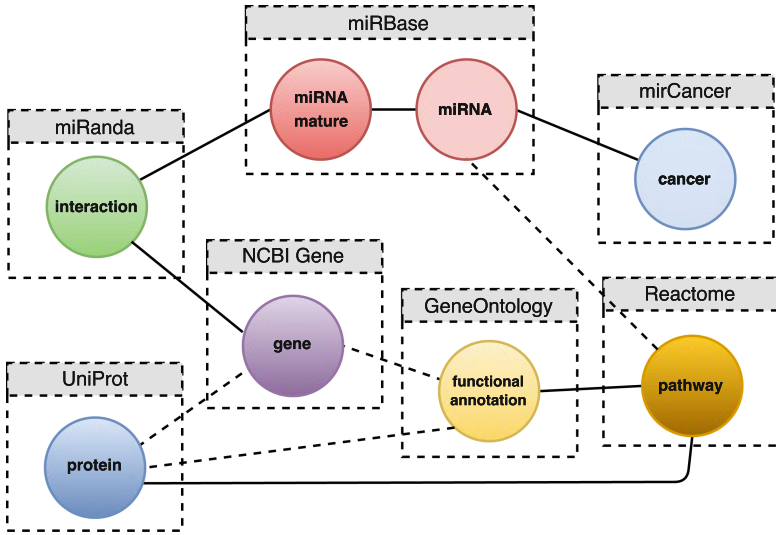 miRBase
miRNA
mature
miRNA
mirCancer
cancer
miRanda
interaction
NCBI Gene
gene
GeneOntology
functional
annotation
Reactome
pathway
UniProt
protein